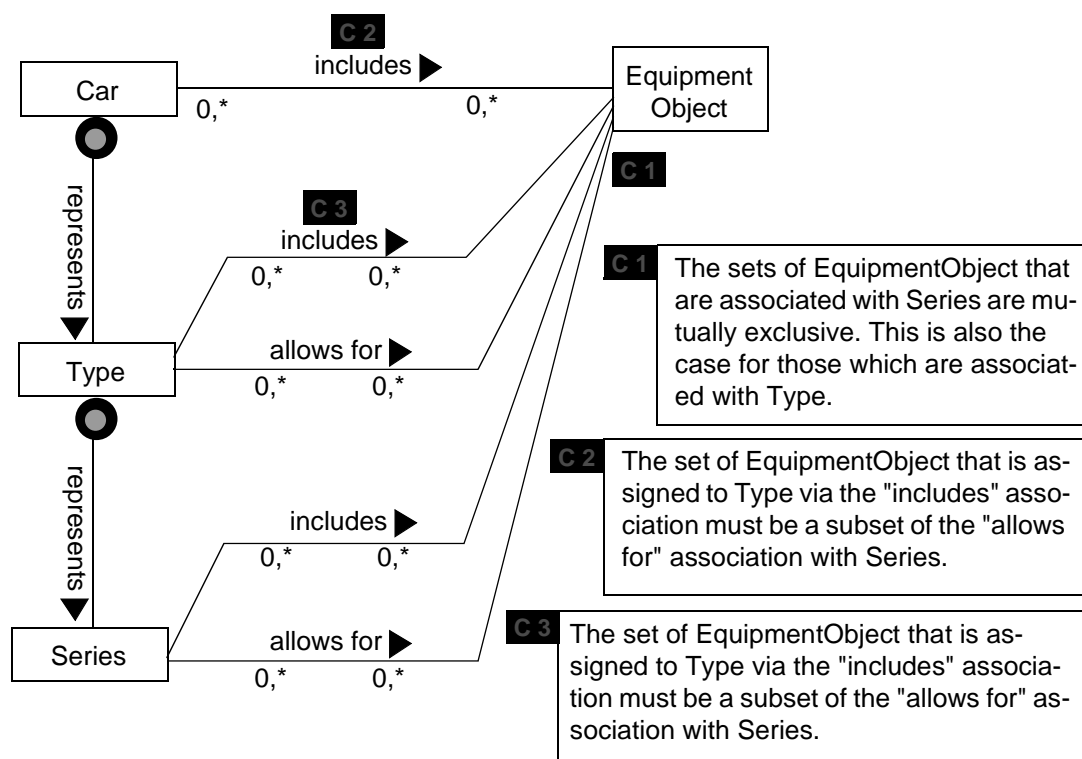 C 2
includes
Car
0,*
0,*
Equipment
Object
C 1
represents
C 3
includes
0,*
0,*
Type
allows for
0,*
0,*
represents
includes
0,*
0,*
Series
allows for
0,*
0,*
C 1
The sets of EquipmentObject that
are associated with Series are mu-
tually exclusive. This is also the
case for those which are associat-
ed with Type.
C 2
The set of EquipmentObject that is as-
signed to Type via the "includes" asso-
ciation must be a subset of the "allows
for" association with Series.
C 3
The set of EquipmentObject that is as-
signed to Type via the "includes" associa-
tion must be a subset of the "allows for" as-
sociation with Series.